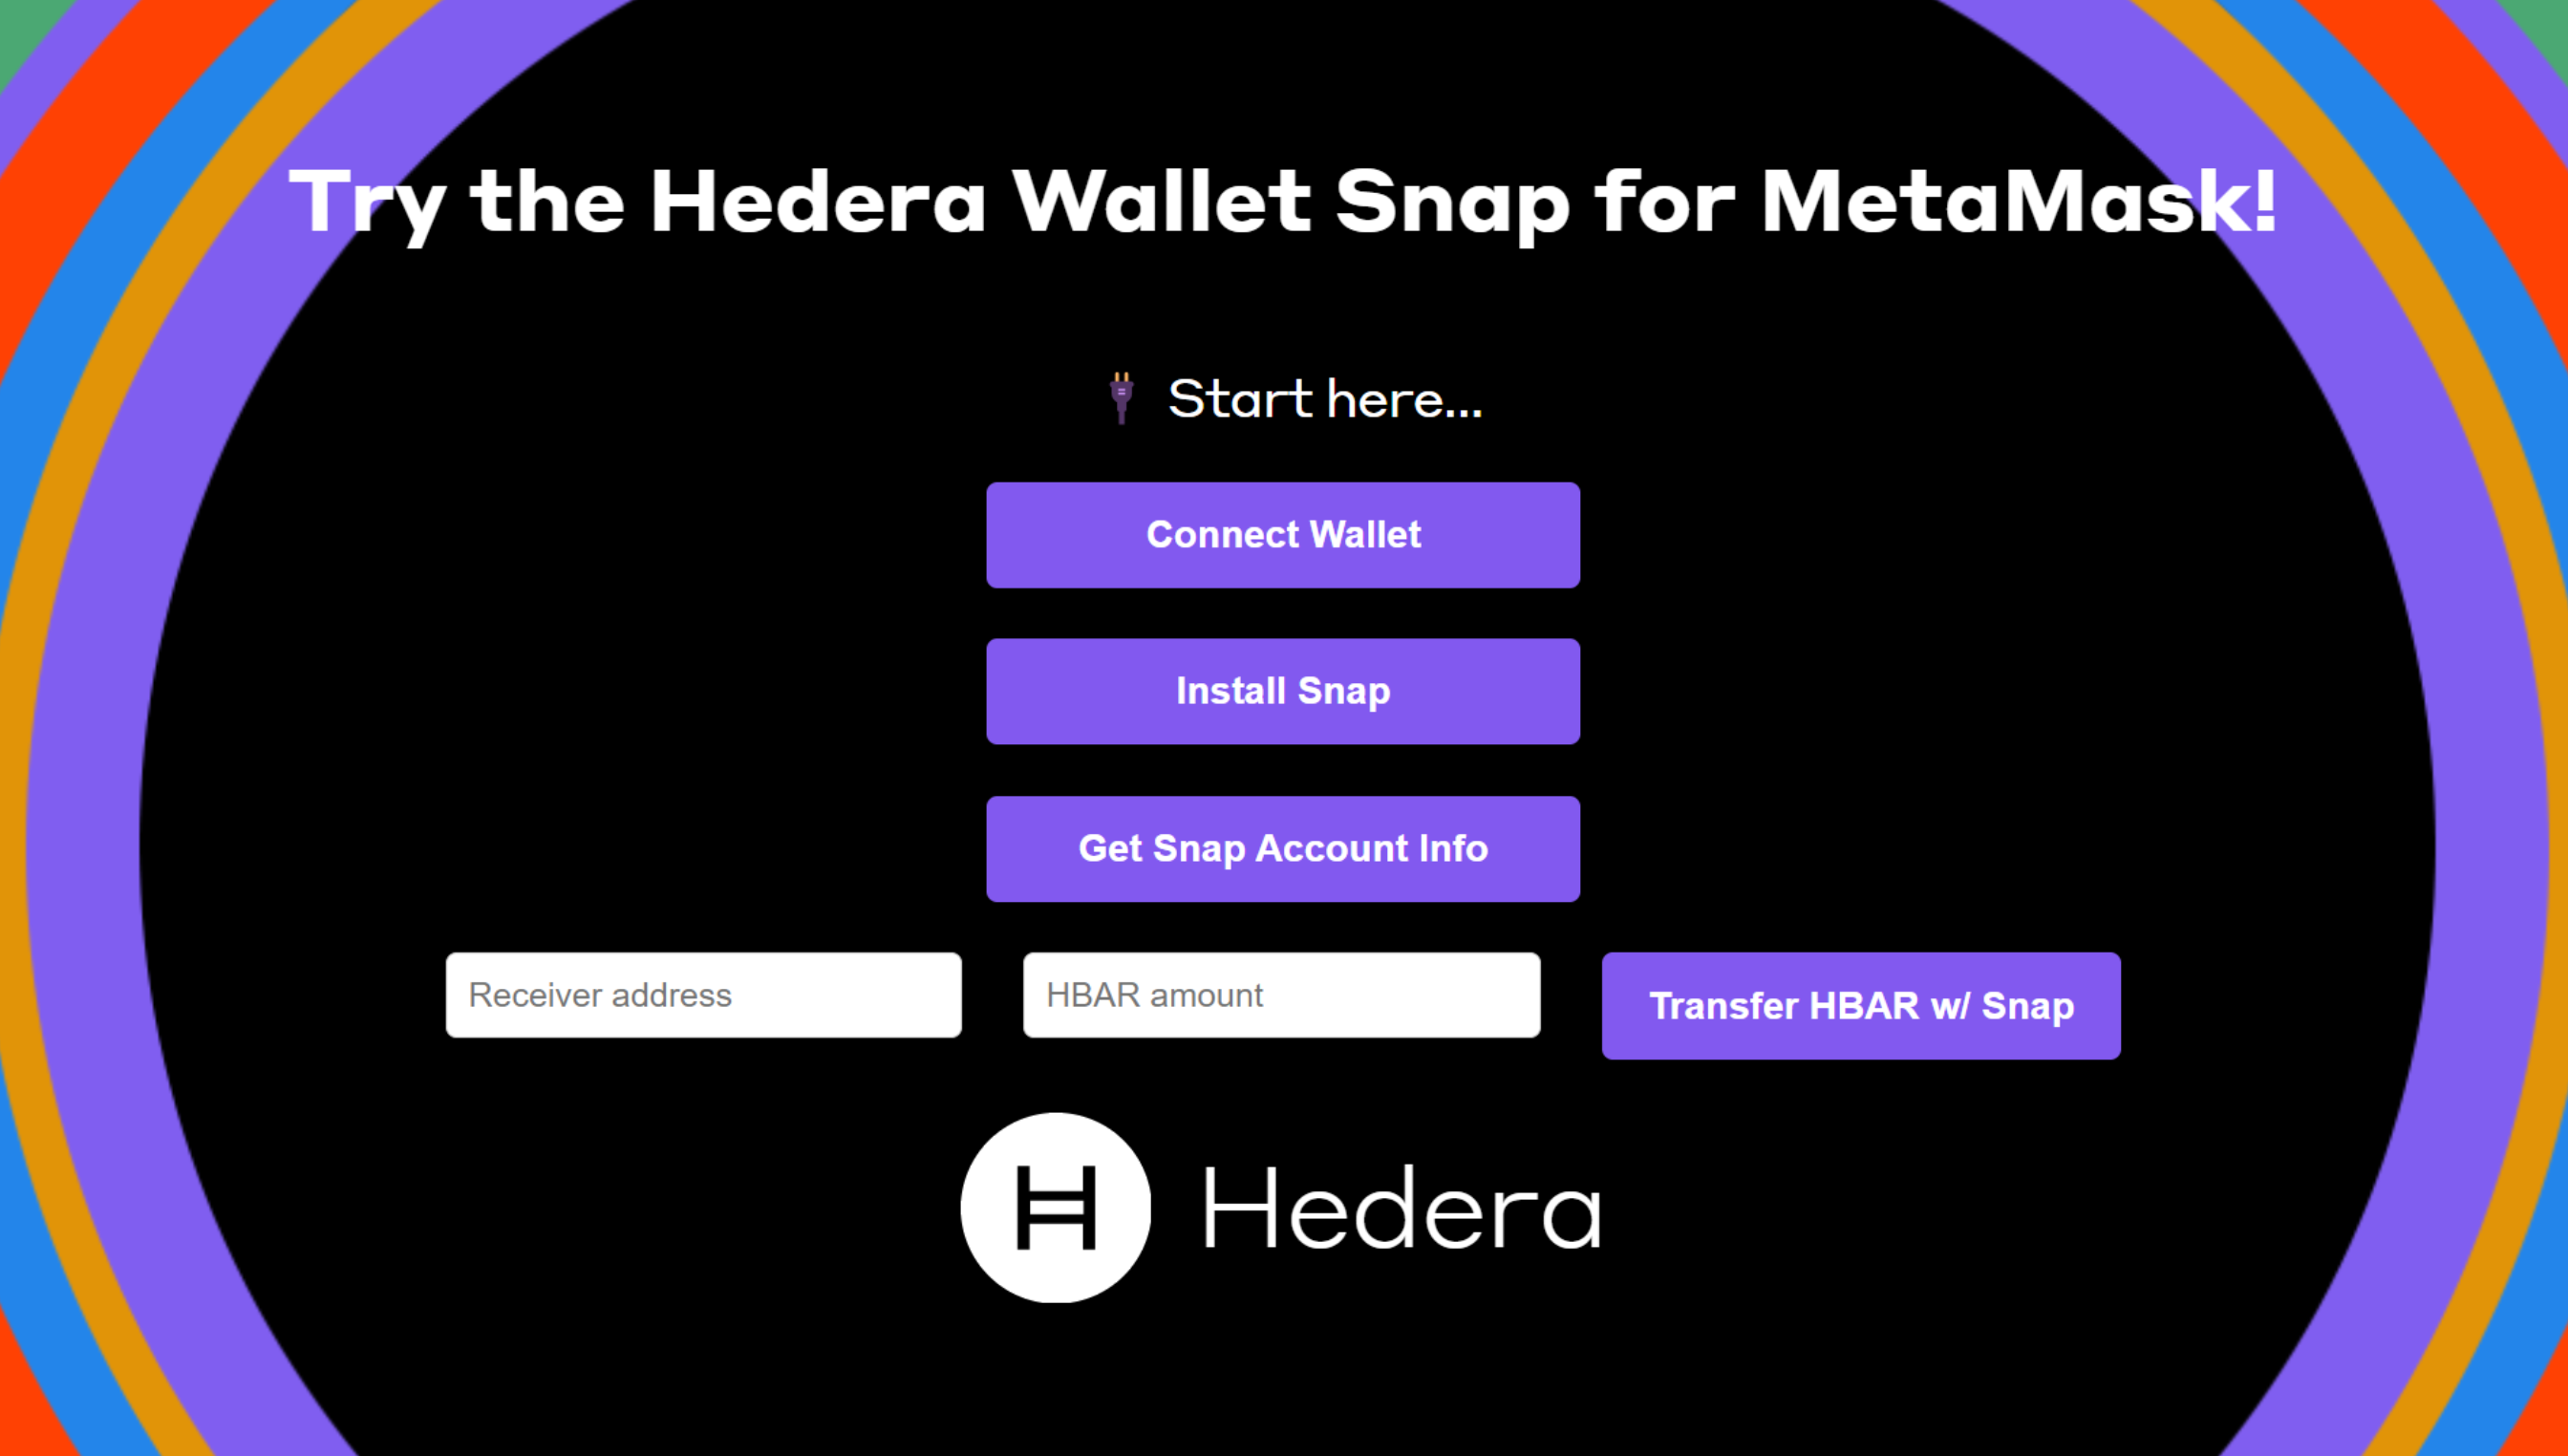 Try the Hedera Wallet Snap for MetaMask!
Start here...
Connect Wallet
Install Snap
Get Snap Account Info
Receiver address
HBAR amount
Transfer HBAR w/ Snap
Hedera